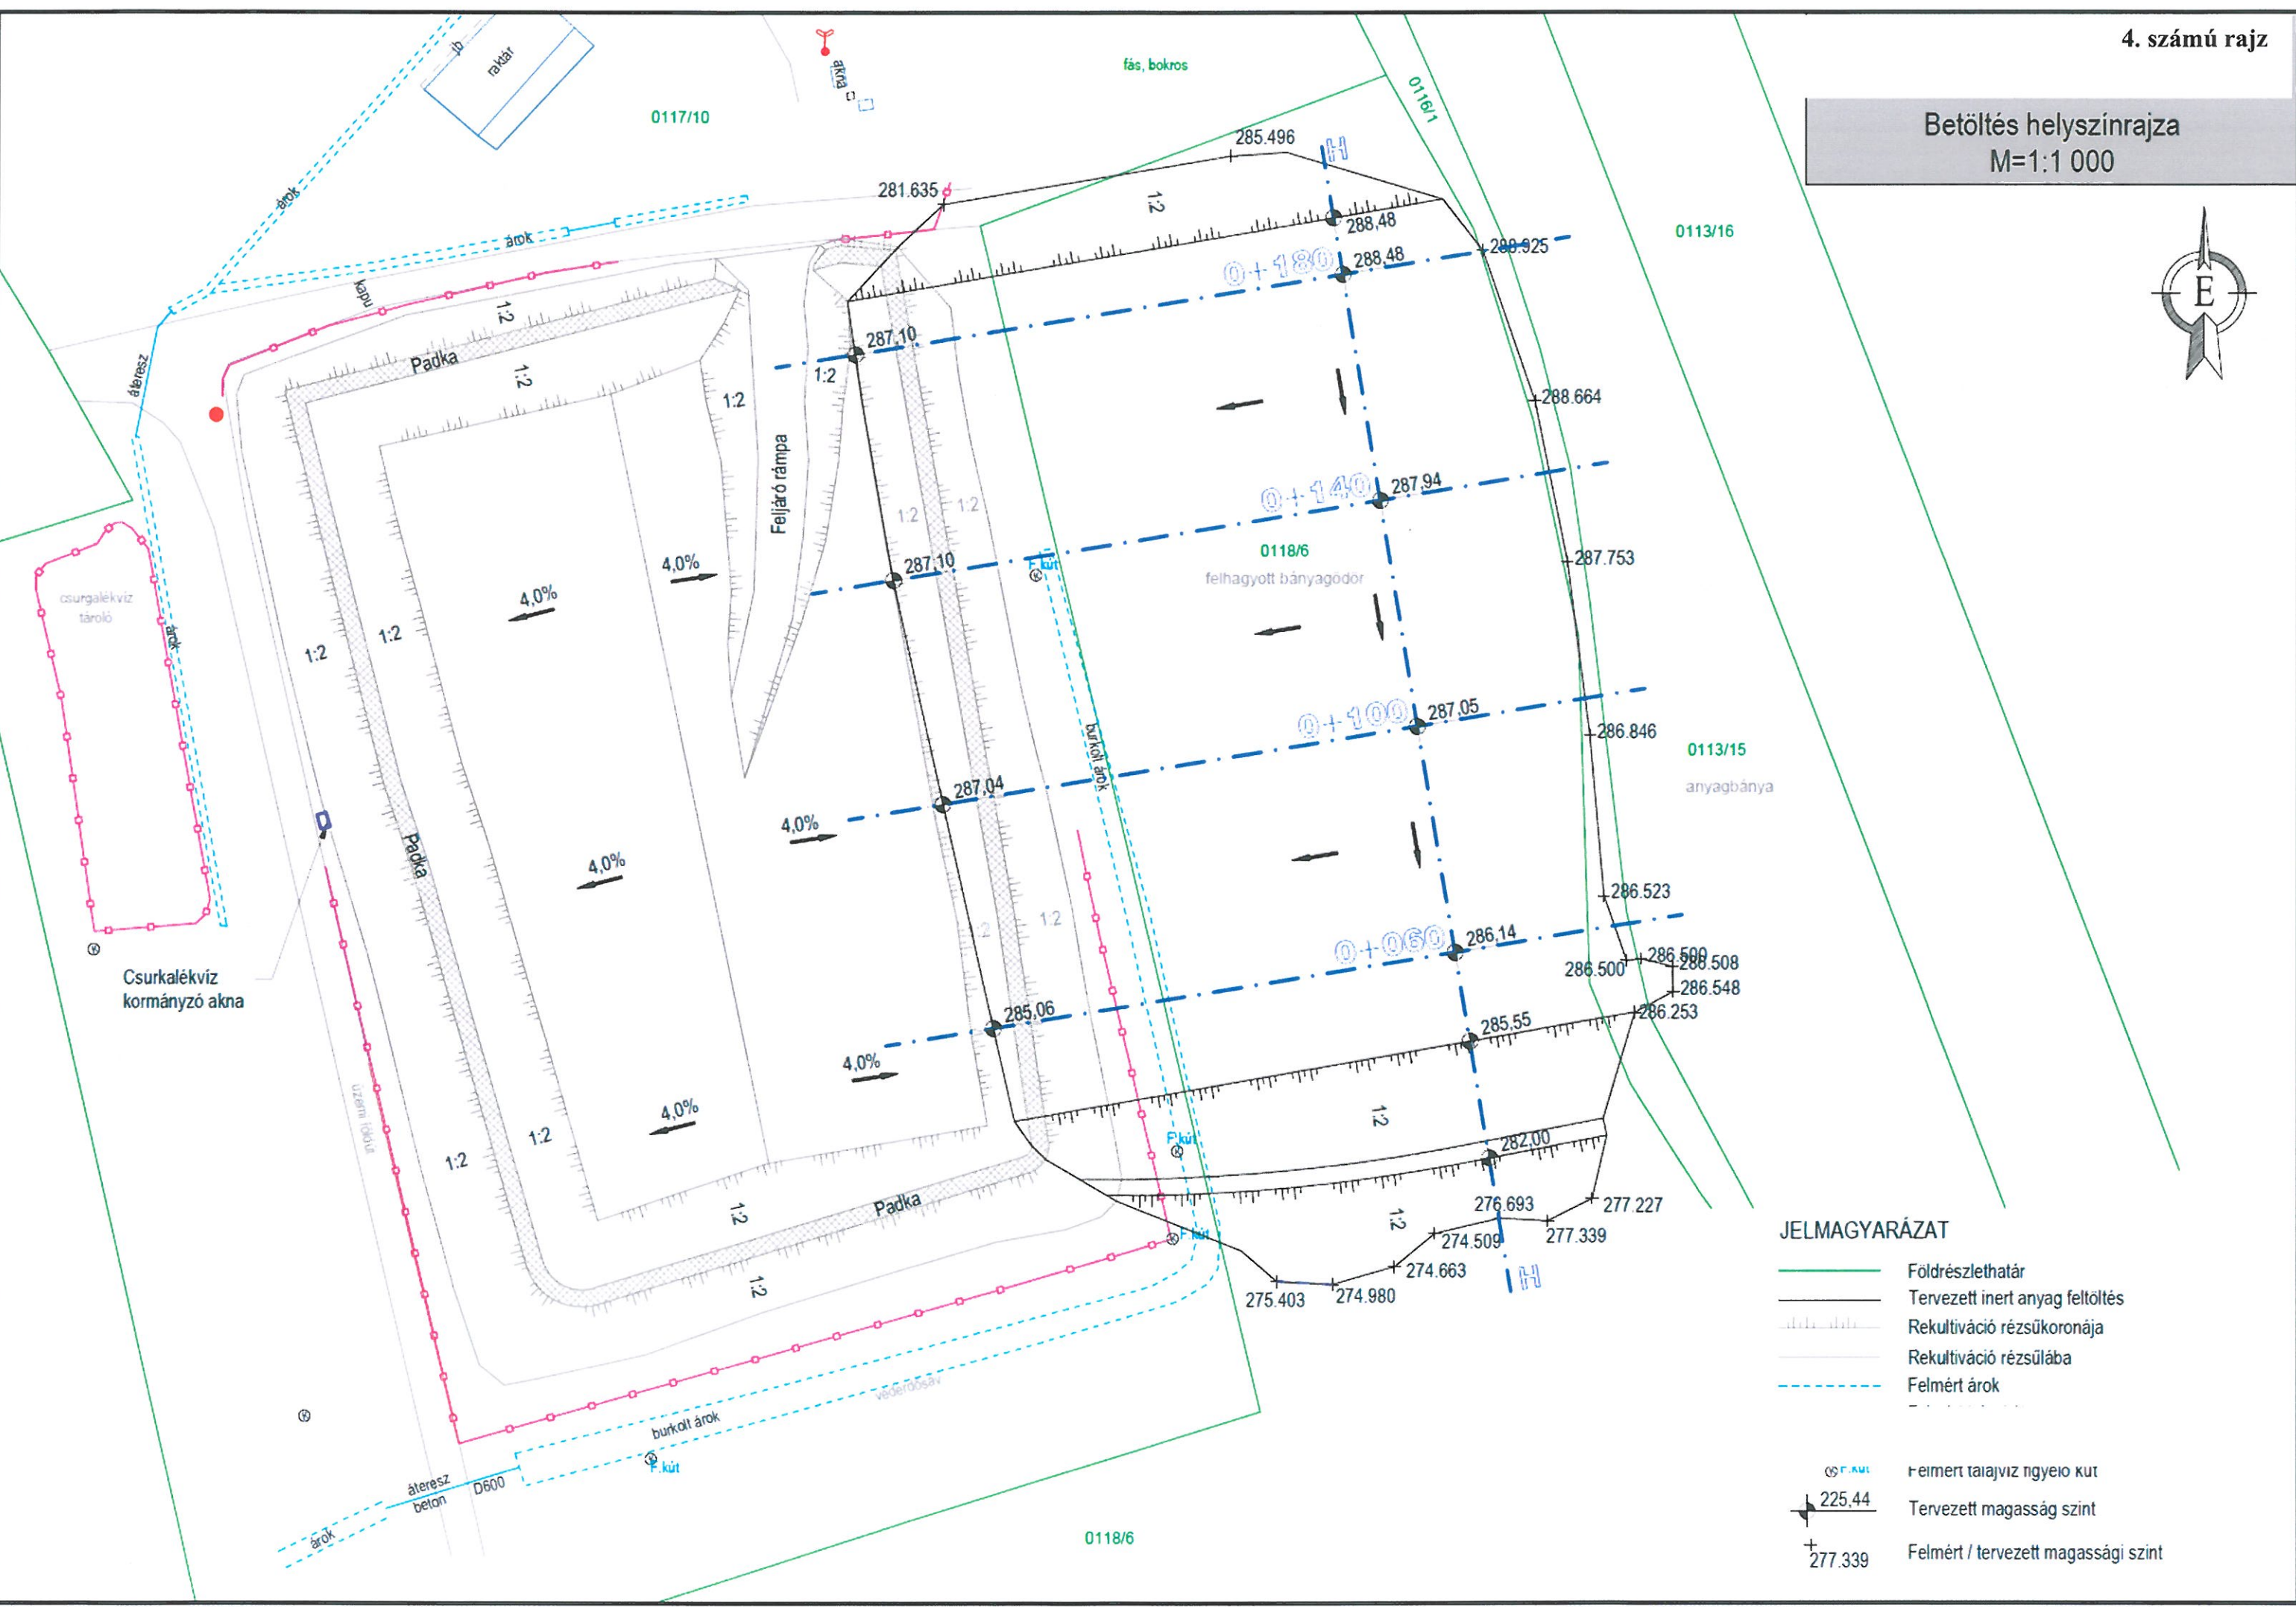 4. számú rajz
Betöltés helyszínrajza
M=1:1 000
E
jb
raktár
akna
fás, bokros
0117/10
0116/1
0113/16
285.496
H
281.635
1:2
288,48
288,48
288.925
0+180
árok
árok
kapu
áteresz
1:2
Padka
1:2
1:2
1:2
287,10
Feljáró rámpa
288.664
0+140
287,94
1:2
1:2
0118/6
felhagyott bányagödör
287.753
287,10
F.kút
4,0%
4,0%
csurgalékvíz
tároló
árok
1:2
1:2
0+100
287,05
286.846
0113/15
anyagbánya
burkolt árok
287,04
4,0%
4,0%
Padka
286.523
1:2
1:2
0+060
286,14
286.500
286.500
286.508
286.548
286.253
Csurkalékvíz
kormányzó akna
285,06
285,55
4,0%
4,0%
1:2
1:2
1:2
282,00
F.kút
Padka
1:2
1:2
1:2
276.693
277.227
277.339
274.509
274.663
274.980
275.403
H
F.kút
véderdősáv
burkolt árok
F.kút
áteresz
beton
D600
árok
0118/6
JELMAGYARÁZAT
Földrészlethatár
Tervezett inert anyag feltöltés
Rekultiváció rézsűkoronája
Rekultiváció rézsűlába
Felmért árok
F.kút
Felmért talajvíz figyelő kút
225,44
Tervezett magasság szint
277.339
Felmért / tervezett magassági szint